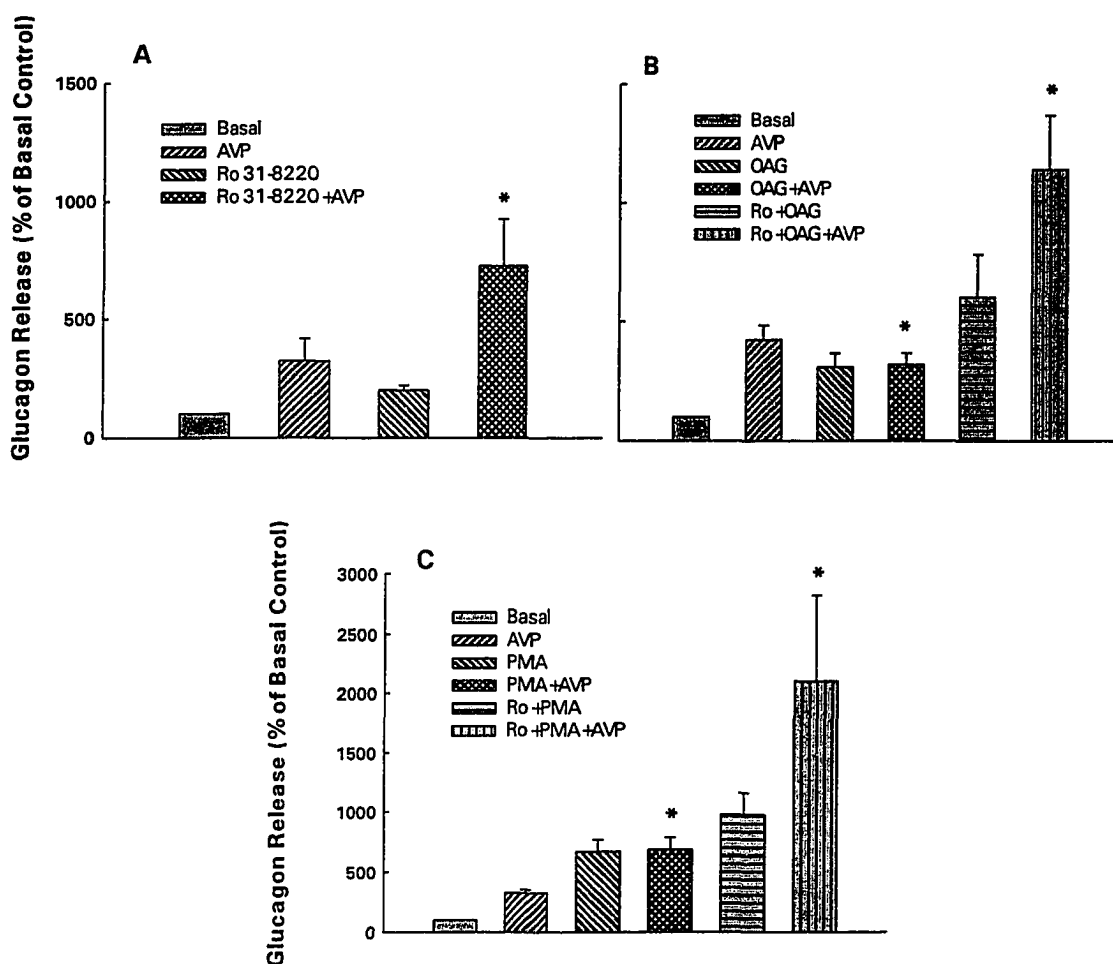 A
Glucagon Release (% of Basal Control)
1500
1000
500
0
Basal
AVP
Ro 31-8220
Ro 31-8220+AVP
*
B
Basal
AVP
OAG
OAG+AVP
Ro+OAG
Ro+OAG+AVP
*
*
C
Glucagon Release (% of Basal Control)
3000
2500
2000
1500
1000
500
0
Basal
AVP
PMA
PMA+AVP
Ro+PMA
Ro+PMA+AVP
*
*